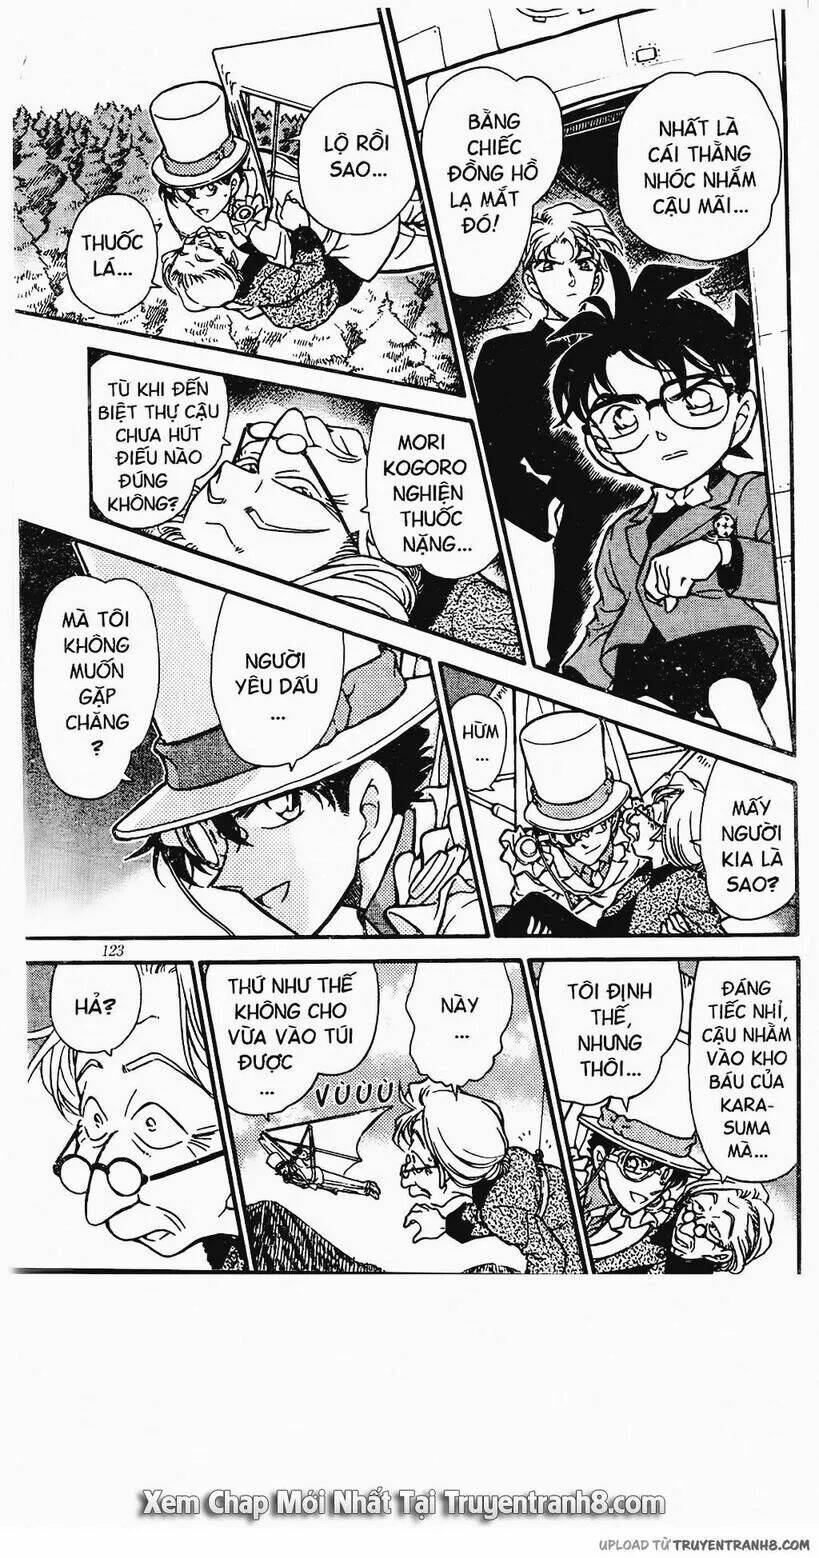 NHẤT LÀ
CÁI THẰNG
NHÓC NHẮM
CẬU MÃI...
BẰNG
CHIẾC
ĐỒNG HỒ
LẠ MẮT
ĐÓ!
LỘ RỒI
SAO...
THUỐC
LÁ...
MORI
KOGORO
NGHIỆN
THUỐC
NẶNG...
TÙ KHI ĐẾN
BIỆT THỰ CẬU
CHƯA HÚT
ĐIẾU NÀO
ĐÚNG
KHÔNG?
MẤY
NGƯỜI
KIA LÀ
SAO?
HỪM
...
NGƯỜI
YÊU DẤU
...
MÀ TÔI
KHÔNG
MUỐN
GẶP
CHĂNG
?
123
ĐÁNG
TIẾC NHỈ,
CẬU NHẰM
VÀO KHO
BÁU CỦA
KARA-
SUMA
MÀ...
TÔI ĐỊNH
THẾ,
NHƯNG
THÔI...
NÀY
...
THỨ NHƯ THẾ
KHÔNG CHO
VỪA VÀO TÚI
ĐƯỢC
...
VÙÙÙ
HẢ?
Xem Chap Mới Nhất Tại Truyentranh8.com
UPLOAD TỪ TRUYENTRANH8.COM